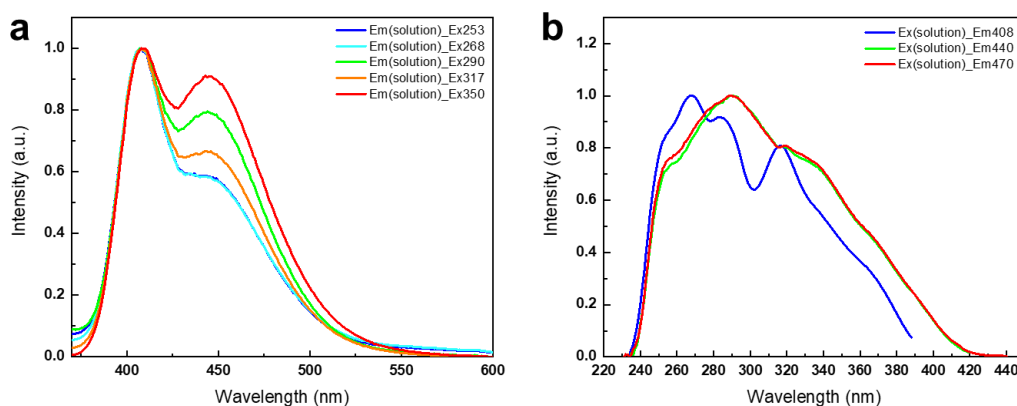 a
Em(solution)_Ex253
Em(solution)_Ex268
Em(solution)_Ex290
Em(solution)_Ex317
Em(solution)_Ex350
Intensity (a.u.)
1.0
0.8
0.6
0.4
0.2
0.0
400 450 500 550 600
Wavelength (nm)
b
Ex(solution)_Em408
Ex(solution)_Em440
Ex(solution)_Em470
Intensity (a.u.)
1.2
1.0
0.8
0.6
0.4
0.2
0.0
220 240 260 280 300 320 340 360 380 400 420 440
Wavelength (nm)